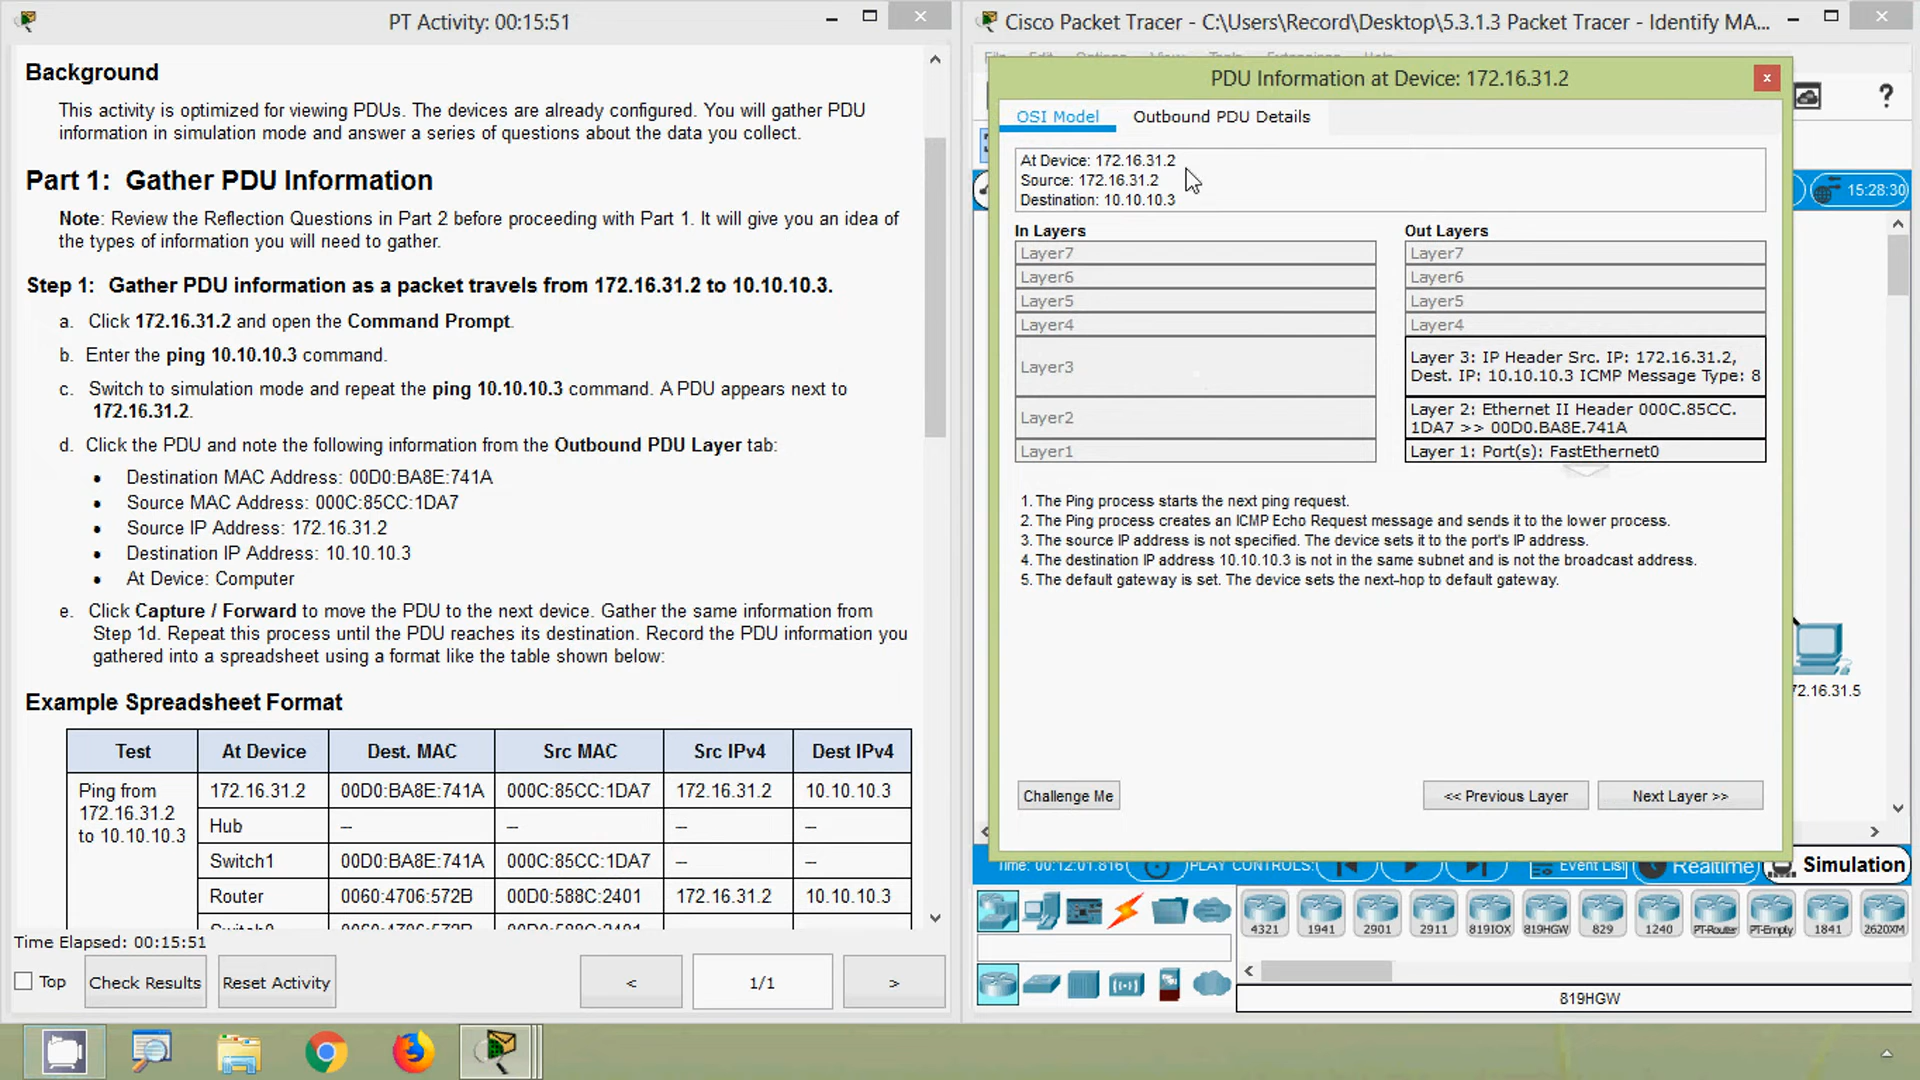 PT Activity: 00:15:51
Background
This activity is optimized for viewing PDUs. The devices are already configured. You will gather PDU
information in simulation mode and answer a series of questions about the data you collect.
Part 1: Gather PDU Information
Note: Review the Reflection Questions in Part 2 before proceeding with Part 1. It will give you an idea of
the types of information you will need to gather.
Step 1: Gather PDU information as a packet travels from 172.16.31.2 to 10.10.10.3.
a. Click 172.16.31.2 and open the Command Prompt.
b. Enter the ping 10.10.10.3 command.
c. Switch to simulation mode and repeat the ping 10.10.10.3 command. A PDU appears next to
172.16.31.2.
d. Click the PDU and note the following information from the Outbound PDU Layer tab:
• Destination MAC Address: 00D0:BA8E:741A
• Source MAC Address: 000C:85CC:1DA7
• Source IP Address: 172.16.31.2
• Destination IP Address: 10.10.10.3
• At Device: Computer
e. Click Capture / Forward to move the PDU to the next device. Gather the same information from
Step 1d. Repeat this process until the PDU reaches its destination. Record the PDU information you
gathered into a spreadsheet using a format like the table shown below:
Example Spreadsheet Format
Test At Device Dest. MAC Src MAC Src IPv4 Dest IPv4
Ping from
172.16.31.2
to 10.10.10.3
172.16.31.2 00D0:BA8E:741A 000C:85CC:1DA7 172.16.31.2 10.10.10.3
Hub -- -- -- --
Switch1 00D0:BA8E:741A 000C:85CC:1DA7 -- --
Router 0060:4706:572B 00D0:588C:2401 172.16.31.2 10.10.10.3
Time Elapsed: 00:15:51
Top Check Results Reset Activity < 1/1 >
Cisco Packet Tracer - C:\Users\Record\Desktop\5.3.1.3 Packet Tracer - Identify MA...
PDU Information at Device: 172.16.31.2
x
OSI Model Outbound PDU Details
?
At Device: 172.16.31.2
Source: 172.16.31.2
Destination: 10.10.10.3
15:28:30
In Layers
Layer7
Layer6
Layer5
Layer4
Layer3
Layer2
Layer1
Out Layers
Layer7
Layer6
Layer5
Layer4
Layer 3: IP Header Src. IP: 172.16.31.2,
Dest. IP: 10.10.10.3 ICMP Message Type: 8
Layer 2: Ethernet II Header 000C.85CC.
1DA7 >> 00D0.BA8E.741A
Layer 1: Port(s): FastEthernet0
1. The Ping process starts the next ping request.
2. The Ping process creates an ICMP Echo Request message and sends it to the lower process.
3. The source IP address is not specified. The device sets it to the port's IP address.
4. The destination IP address 10.10.10.3 is not in the same subnet and is not the broadcast address.
5. The default gateway is set. The device sets the next-hop to default gateway.
72.16.31.5
Challenge Me << Previous Layer Next Layer >>
Time: 00:12:01.816 PLAY CONTROLS: Event List Realtime Simulation
4321 1941 2901 2911 819IOX 819HGW 829 1240 PT-Router PT-Empty 1841 2620XM
819HGW